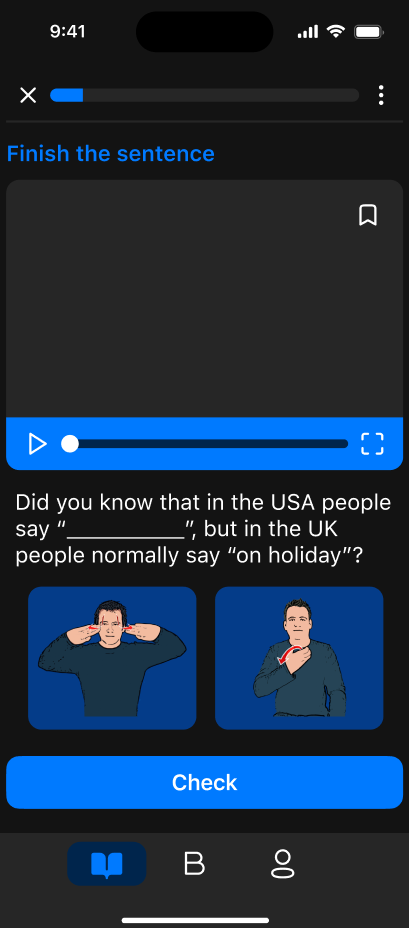 9:41
Finish the sentence
Did you know that in the USA people
say “___________”, but in the UK
people normally say “on holiday”?
Check
B